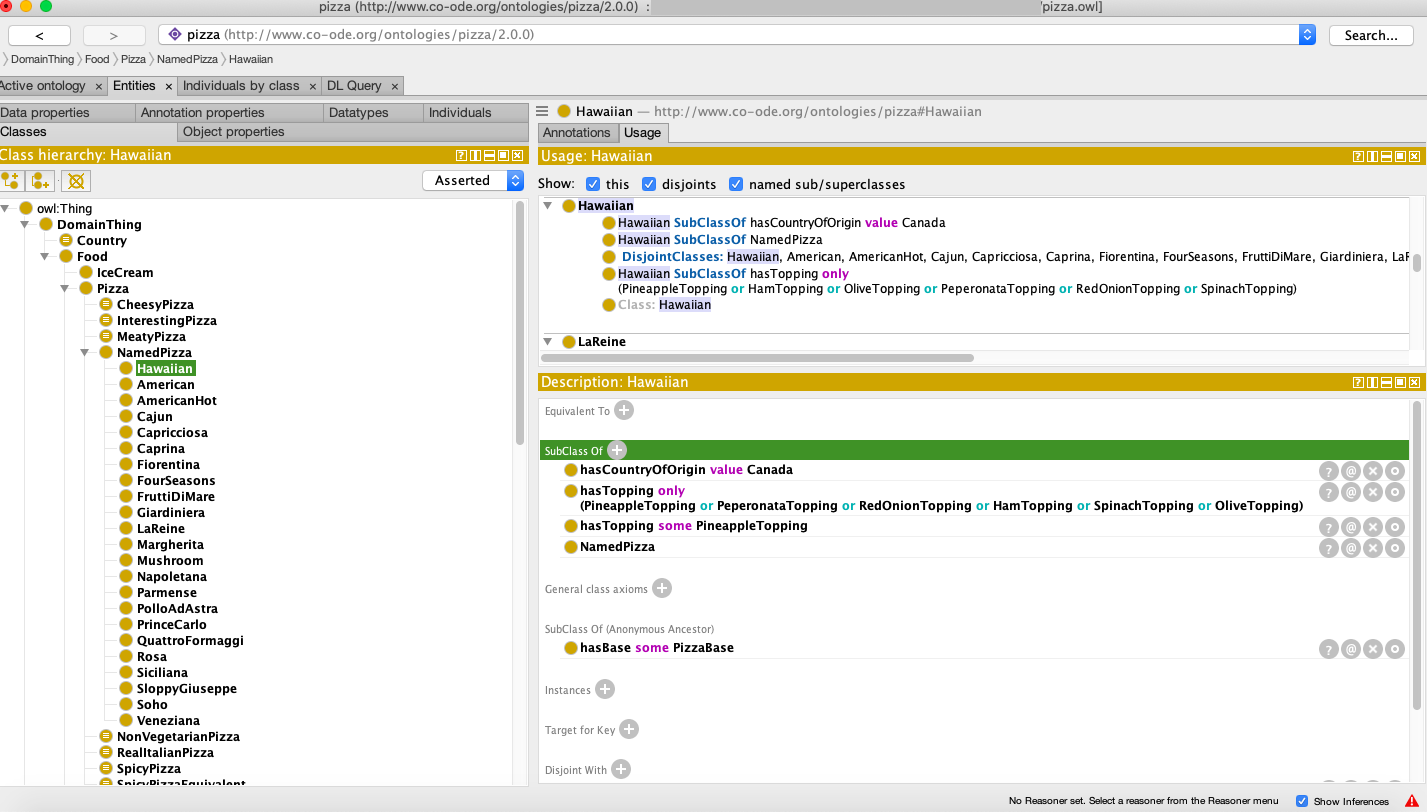 pizza (http://www.co-ode.org/ontologies/pizza/2.0.0) : /pizza.owl]
< > pizza (http://www.co-ode.org/ontologies/pizza/2.0.0) Search...
DomainThing Food Pizza NamedPizza Hawaiian
Active ontology × Entities × Individuals by class × DL Query ×
Data properties Annotation properties Datatypes Individuals
Classes Object properties
Class hierarchy: Hawaiian
Asserted
owl:Thing
DomainThing
Country
Food
IceCream
Pizza
CheesyPizza
InterestingPizza
MeatyPizza
NamedPizza
Hawaiian
American
AmericanHot
Cajun
Capricciosa
Caprina
Fiorentina
FourSeasons
FruttiDiMare
Giardiniera
LaReine
Margherita
Mushroom
Napoletana
Parmense
PolloAdAstra
PrinceCarlo
QuattroFormaggi
Rosa
Siciliana
SloppyGiuseppe
Soho
Veneziana
NonVegetarianPizza
RealItalianPizza
SpicyPizza
SpicyPizzaEquivalent
Hawaiian — http://www.co-ode.org/ontologies/pizza#Hawaiian
Annotations Usage
Usage: Hawaiian
Show: this disjoints named sub/superclasses
Hawaiian
Hawaiian SubClassOf hasCountryOfOrigin value Canada
Hawaiian SubClassOf NamedPizza
DisjointClasses: Hawaiian, American, AmericanHot, Cajun, Capricciosa, Caprina, Fiorentina, FourSeasons, FruttiDiMare, Giardiniera, LaR
Hawaiian SubClassOf hasTopping only
(PineappleTopping or HamTopping or OliveTopping or PeperonataTopping or RedOnionTopping or SpinachTopping)
Class: Hawaiian
LaReine
Description: Hawaiian
Equivalent To
SubClass Of
hasCountryOfOrigin value Canada
hasTopping only
(PineappleTopping or PeperonataTopping or RedOnionTopping or HamTopping or SpinachTopping or OliveTopping)
hasTopping some PineappleTopping
NamedPizza
General class axioms
SubClass Of (Anonymous Ancestor)
hasBase some PizzaBase
Instances
Target for Key
Disjoint With
No Reasoner set. Select a reasoner from the Reasoner menu Show Inferences